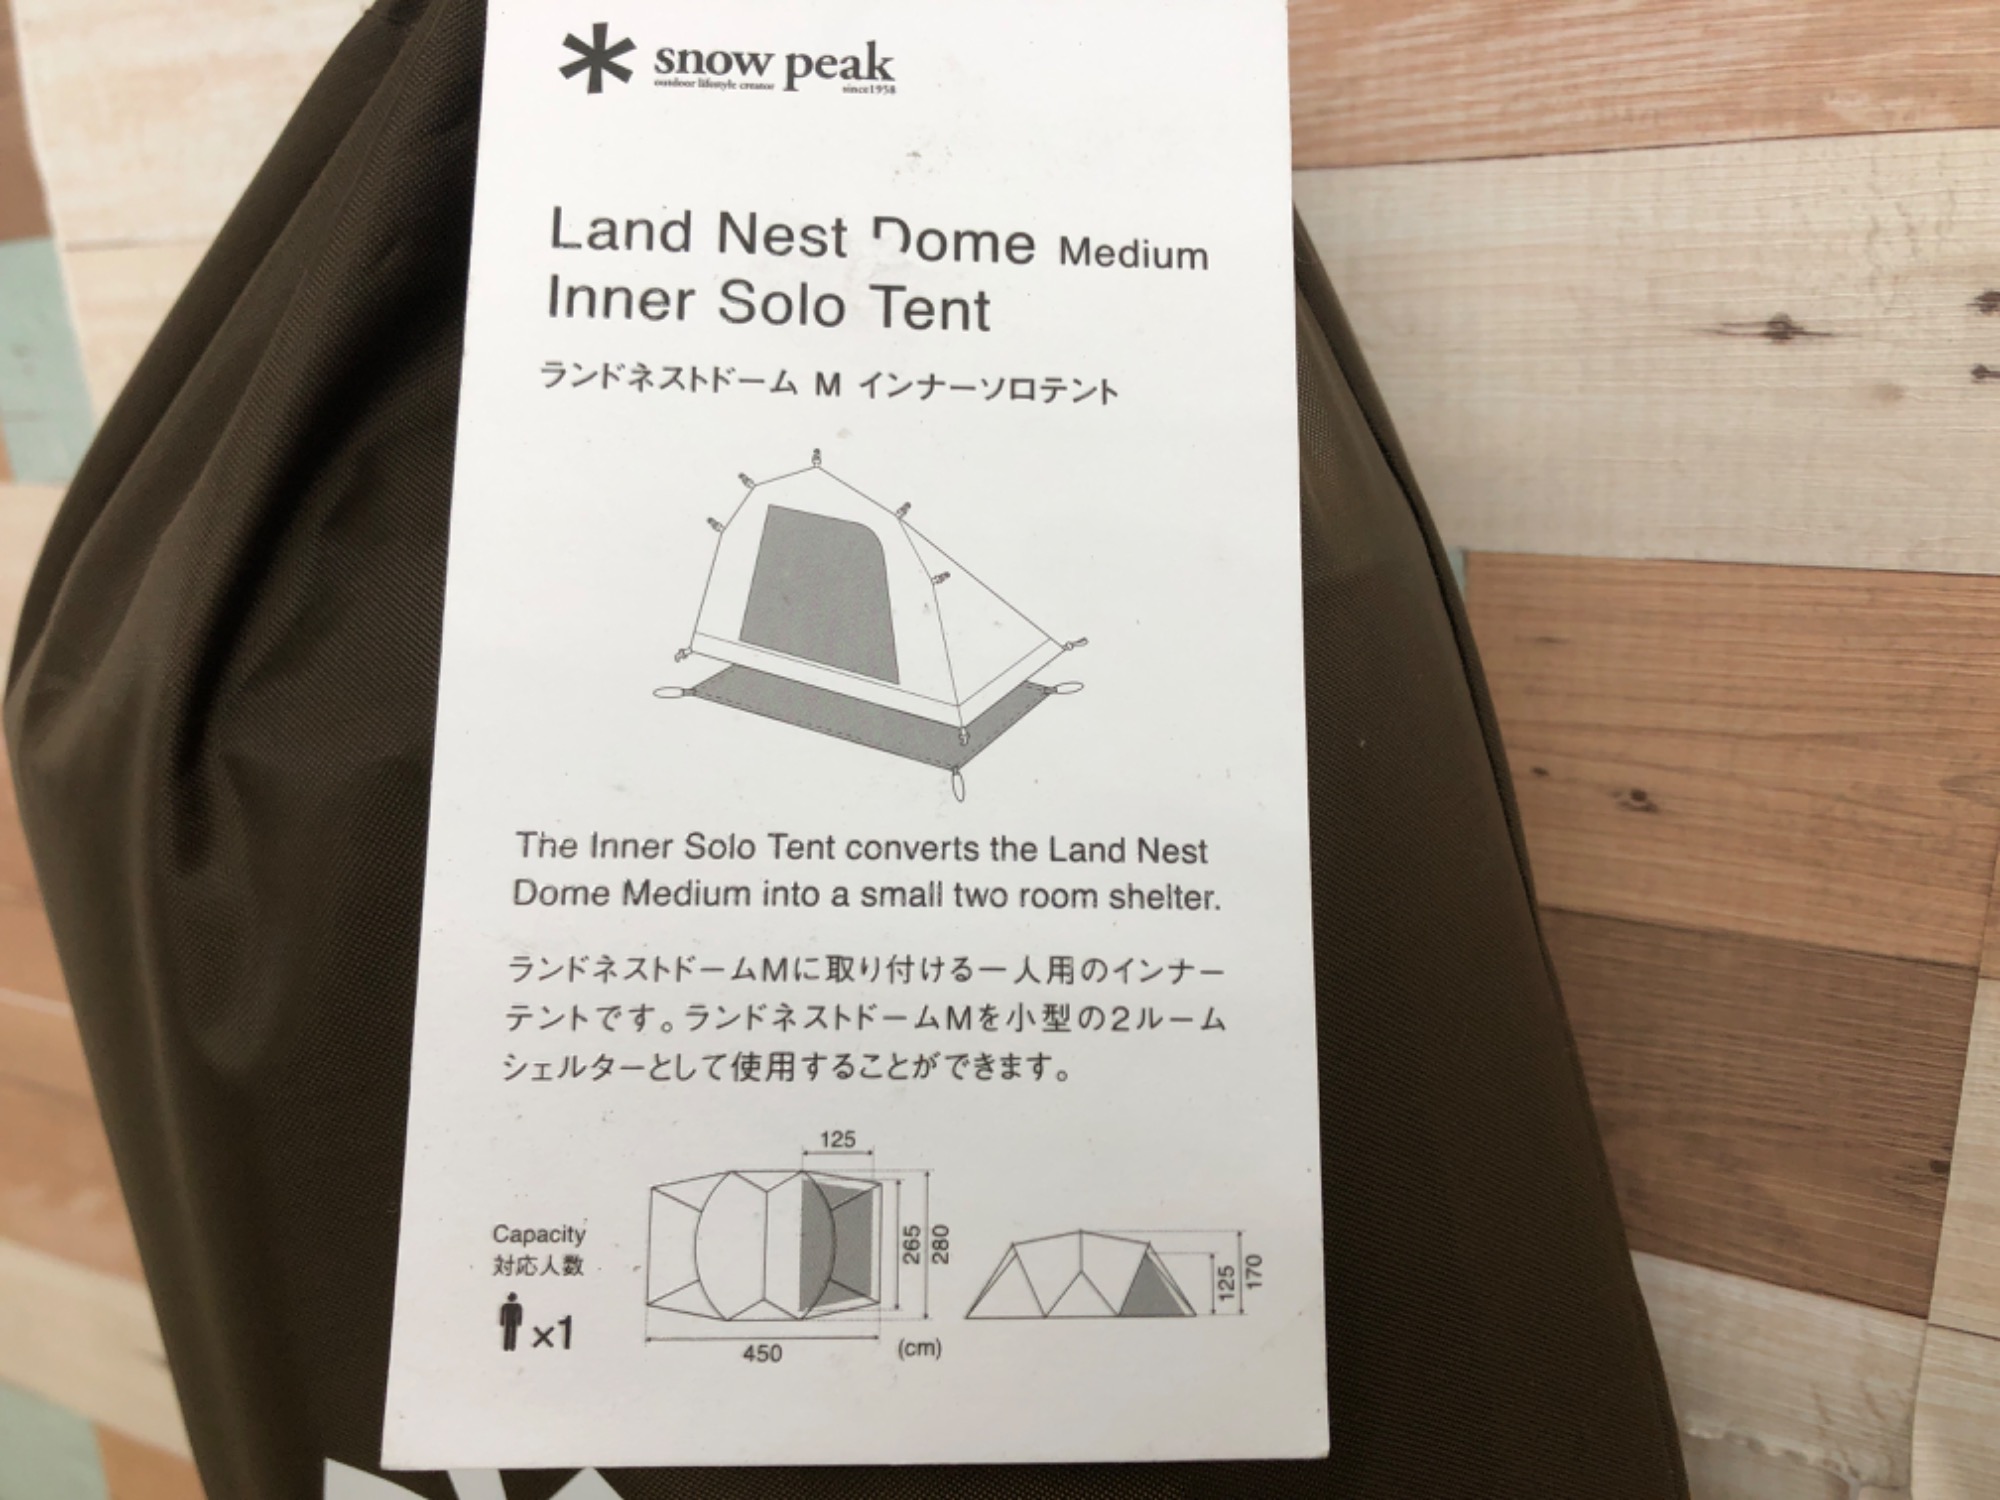 snow peak
outdoor lifestyle creator
since1958
Land Nest Dome Medium
Inner Solo Tent
ランドネストドーム M インナーソロテント
The Inner Solo Tent converts the Land Nest
Dome Medium into a small two room shelter.
ランドネストドームMに取り付ける一人用のインナー
テントです。ランドネストドームMを小型の2ルーム
シェルターとして使用することができます。
Capacity
対応人数
×1
125
265
280
450
(cm)
125
170